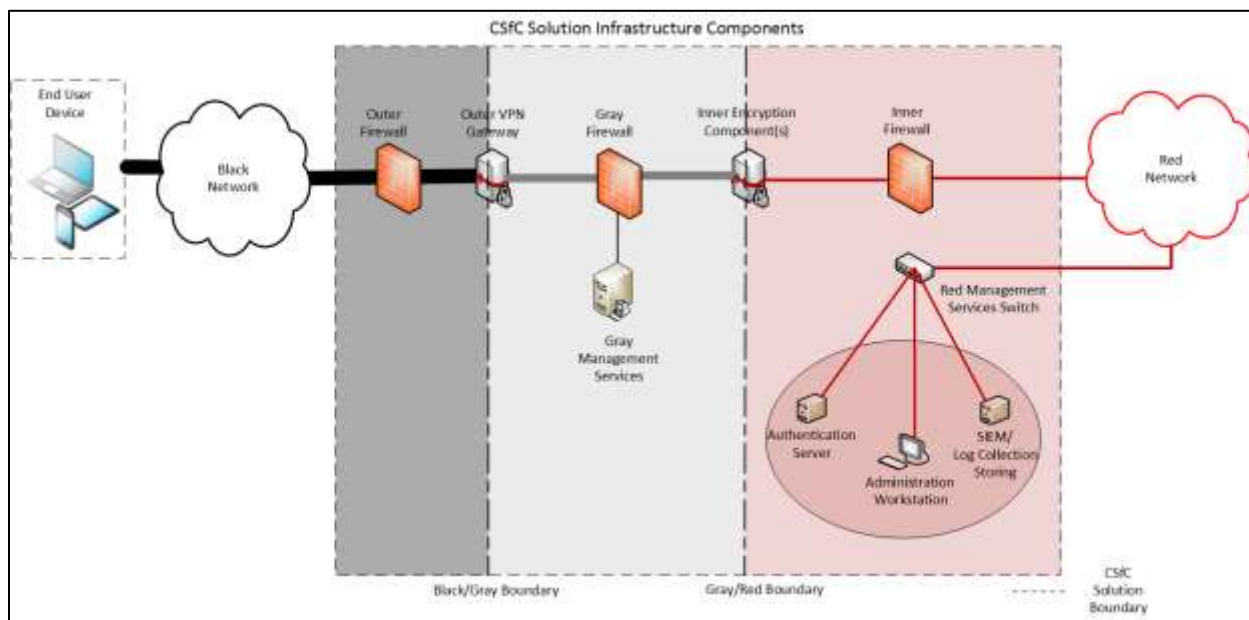 CSfC Solution Infrastructure Components
End User
Device
Black
Network
Outer
Firewall
Outer VPN
Gateway
Gray
Firewall
Inner Encryption
Component(s)
Inner
Firewall
Red
Network
Gray
Management
Services
Red Management
Services Switch
Authentication
Server
Administration
Workstation
SIEM/
Log Collection
Storing
Black/Gray Boundary
Gray/Red Boundary
CSfC
Solution
Boundary